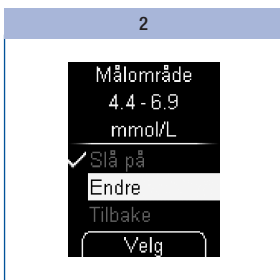 2
Målområde
4.4 - 6.9
mmol/L
Slå på
Endre
Tilbake
Velg